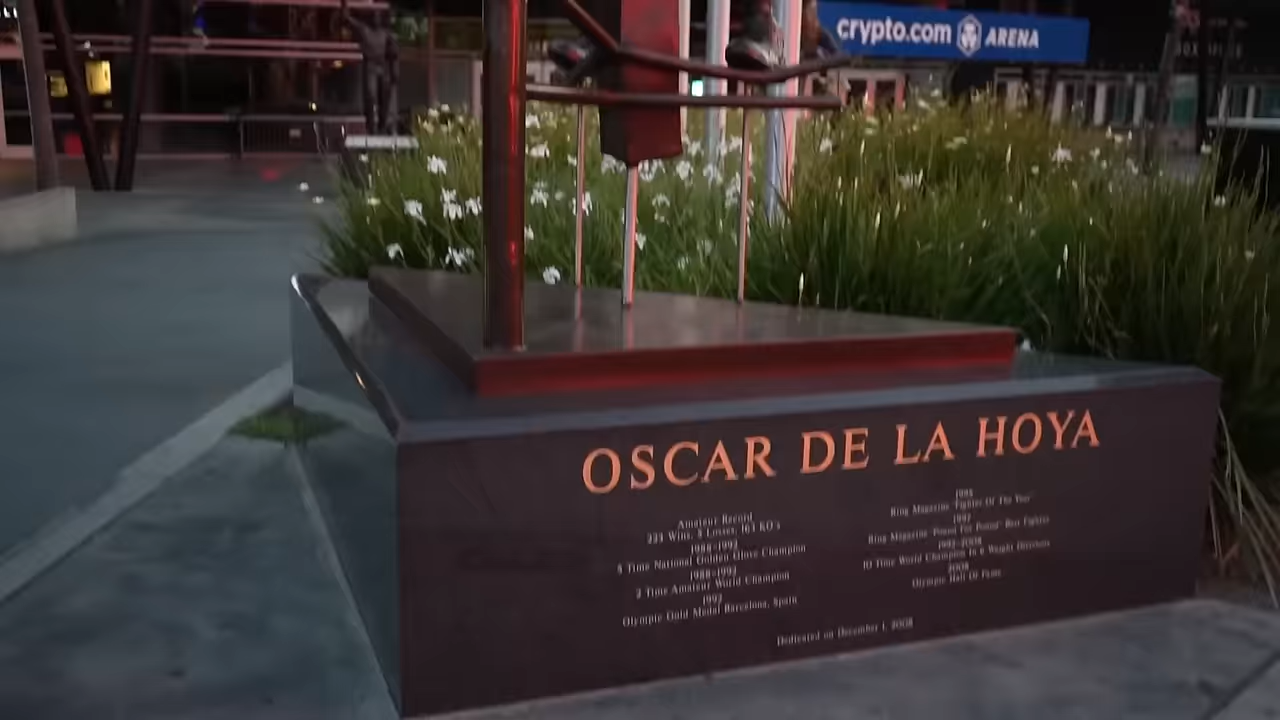 crypto.com ARENA
OSCAR DE LA HOYA
Amateur Record
223 Wins, 5 Losses, 163 KO's
1988-1992
Time National Golden Glove Champion
1988-1992
2 Time Amateur World Champion
1992
Olympic Gold Medal Barcelona, Spain
1995
Ring Magazine "Fighter Of The Year"
1997
Ring Magazine "Pound For Pound" Best Fighters
1992-2008
10 Time World Champion In 6 Weight Divisions
2008
Olympic Hall Of Fame
Dedicated on December 1, 2008